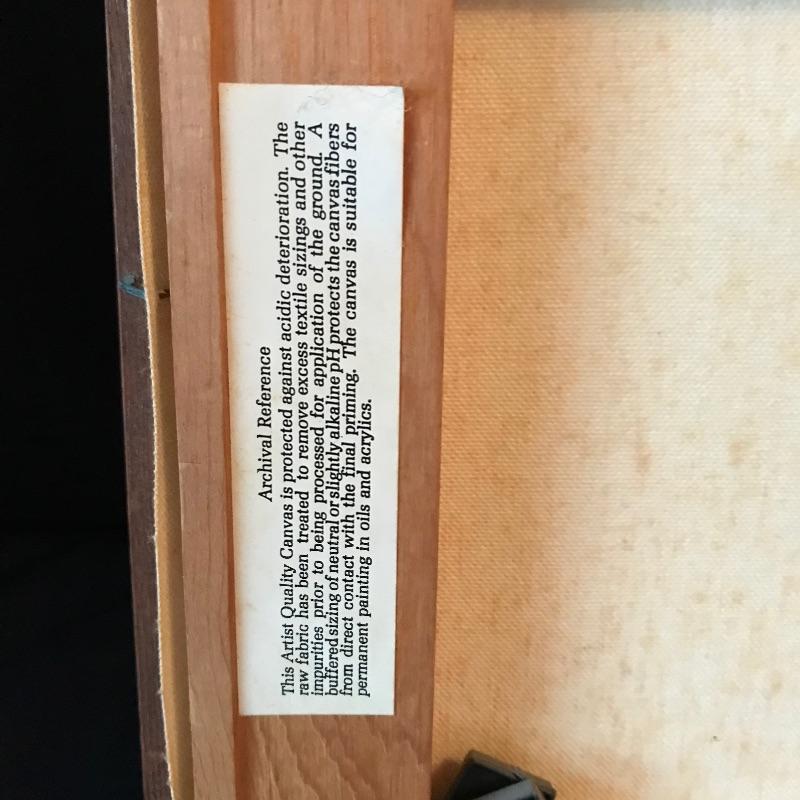 Archival Reference
This Artist Quality Canvas is protected against acidic deterioration. The
raw fabric has been treated to remove excess textile sizings and other
impurities prior to being processed for application of the ground. A
buffered sizing of neutral or slightly alkaline pH protects the canvas fibers
from direct contact with the final priming. The canvas is suitable for
permanent painting in oils and acrylics.